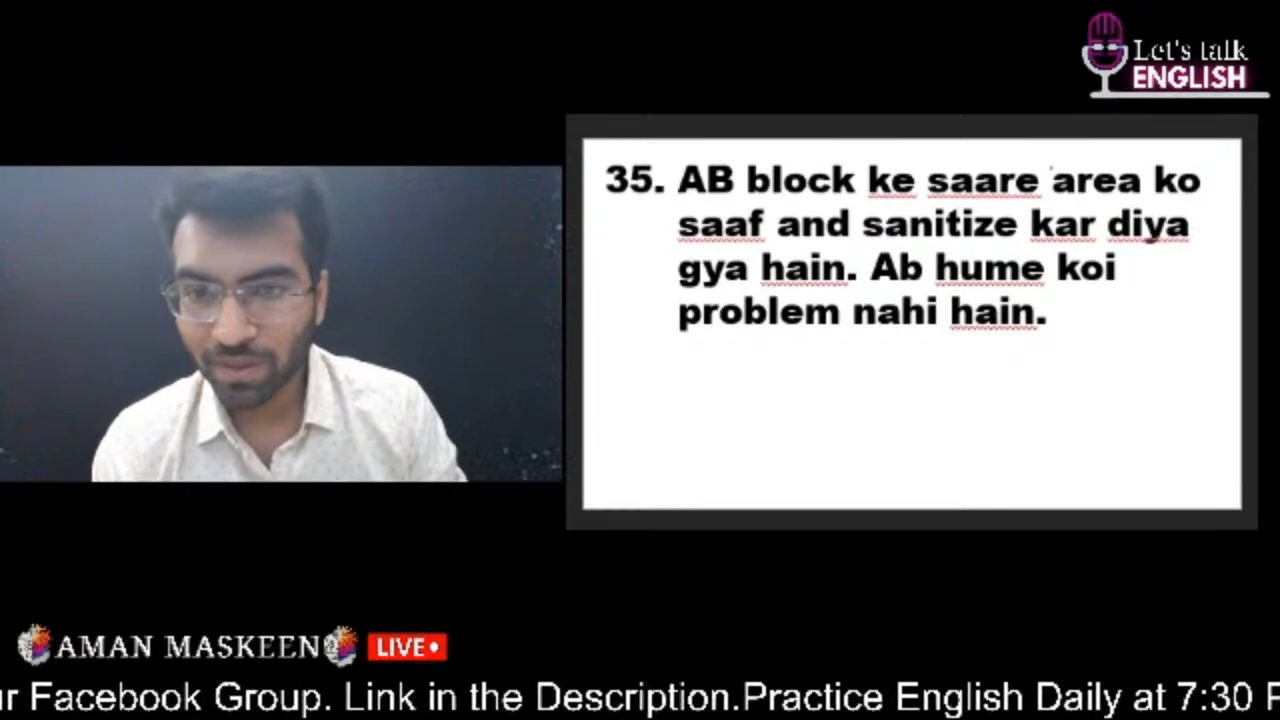 Let's talk
ENGLISH
35. AB block ke saare area ko
saaf and sanitize kar diya
gya hain. Ab hume koi
problem nahi hain.
AMAN MASKEEN LIVE
Facebook Group. Link in the Description.Practice English Daily at 7:30